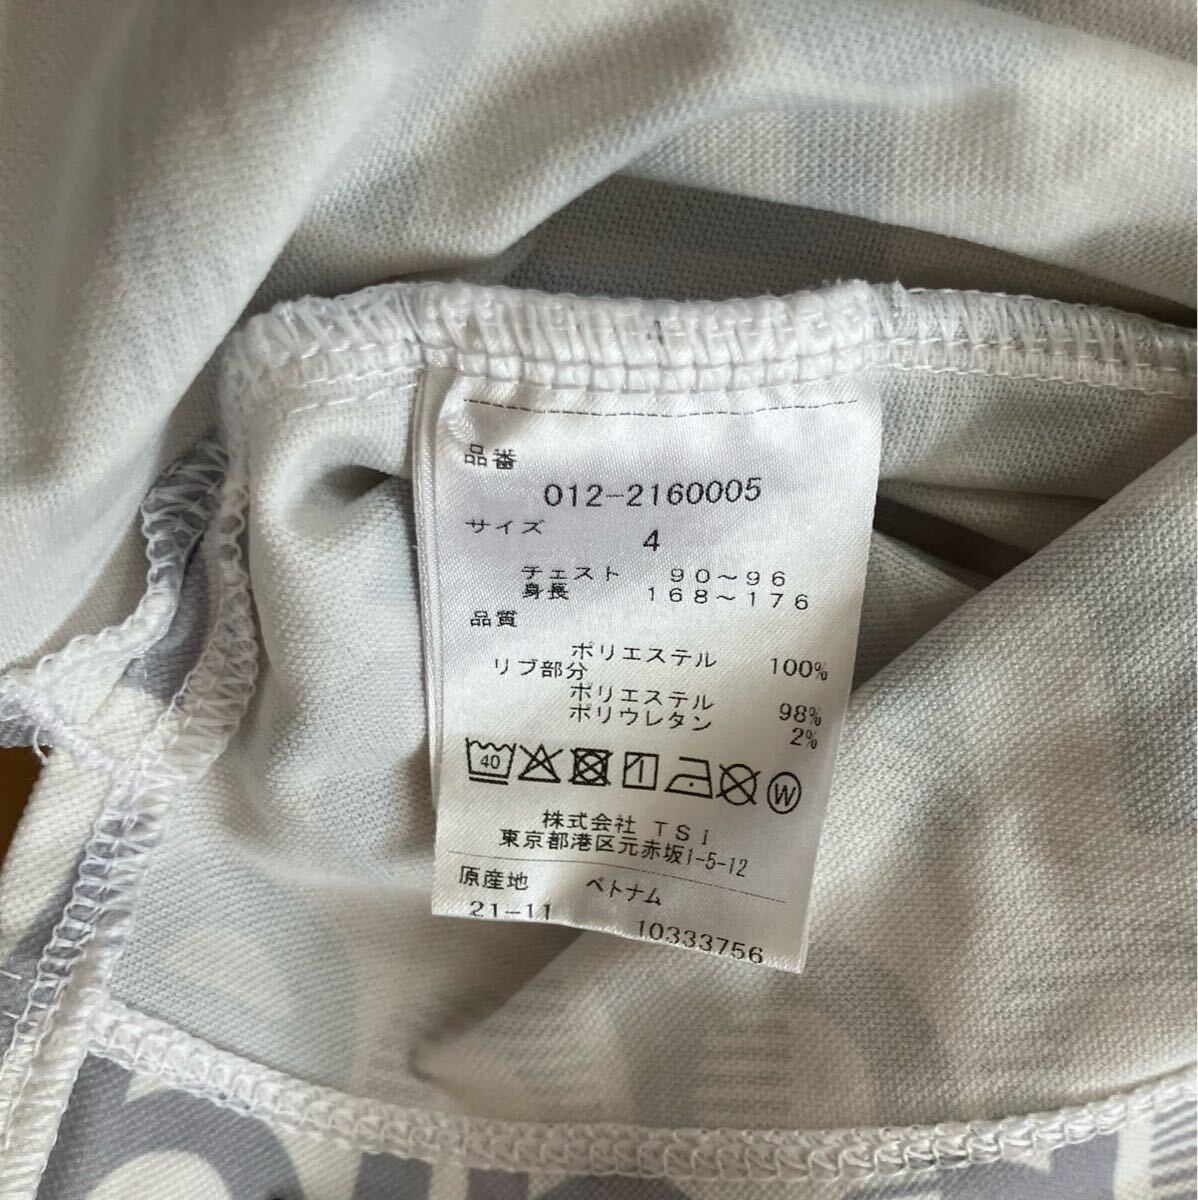 品番
012-2160005
サイズ
4
チェスト 90～96
身長 168～176
品質
ポリエステル 100%
リブ部分
ポリエステル 98%
ポリウレタン 2%
40 W
株式会社 TSI
東京都港区元赤坂1-5-12
原産地 ベトナム
21-11 10333756